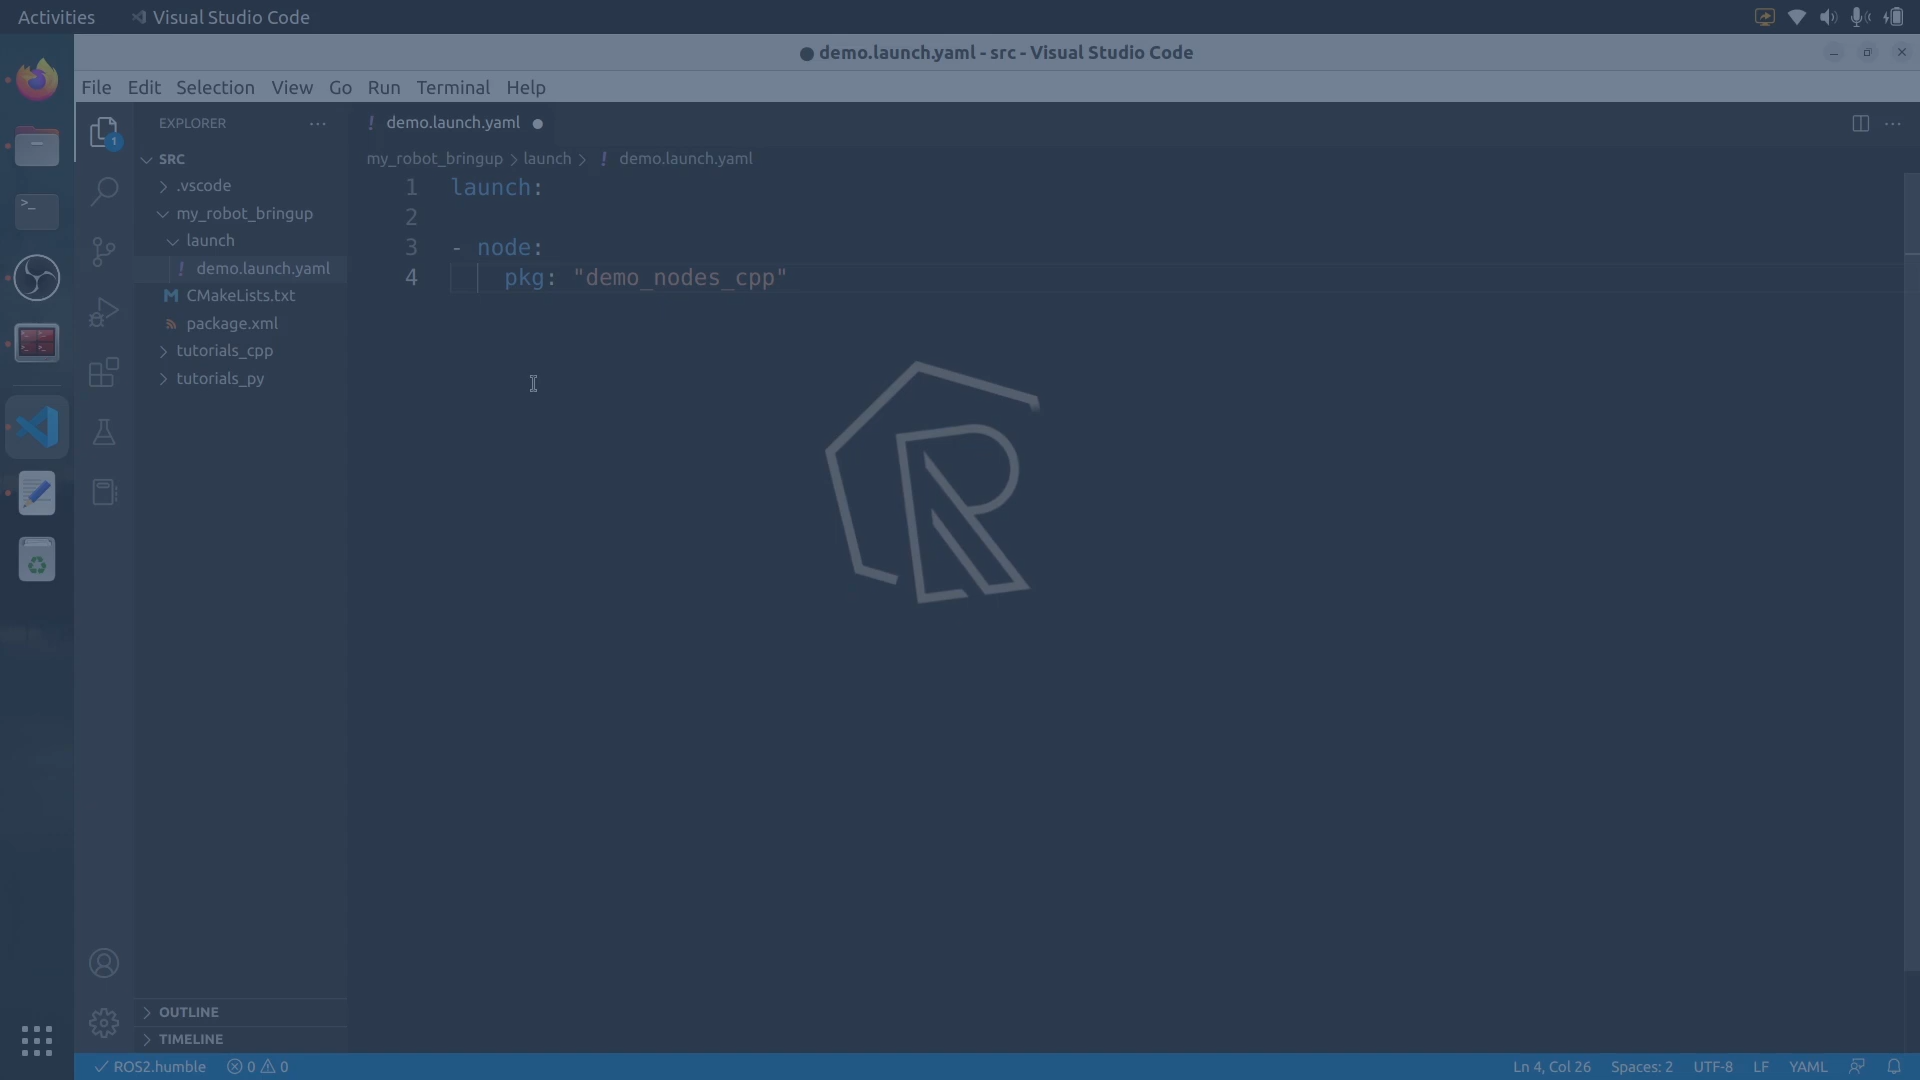 Activities
Visual Studio Code
demo.launch.yaml - src - Visual Studio Code
File Edit Selection View Go Run Terminal Help
EXPLORER
demo.launch.yaml
1
my_robot_bringup > launch > ! demo.launch.yaml
SRC
.vscode
my_robot_bringup
launch
demo.launch.yaml
CMakeLists.txt
package.xml
tutorials_cpp
tutorials_py
1 launch:
2
3 - node:
4 pkg: "demo_nodes_cpp"
OUTLINE
TIMELINE
ROS2.humble 0 0 Ln 4, Col 26 Spaces: 2 UTF-8 LF YAML